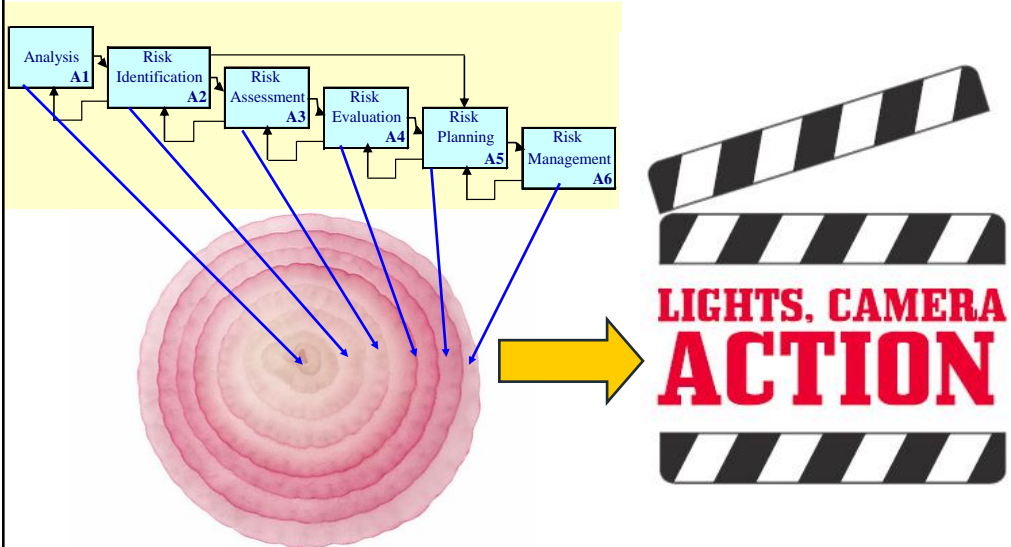 Analysis
A1
Risk
Identification
A2
Risk
Assessment
A3
Risk
Evaluation
A4
Risk
Planning
A5
Risk
Management
A6
LIGHTS, CAMERA
ACTION